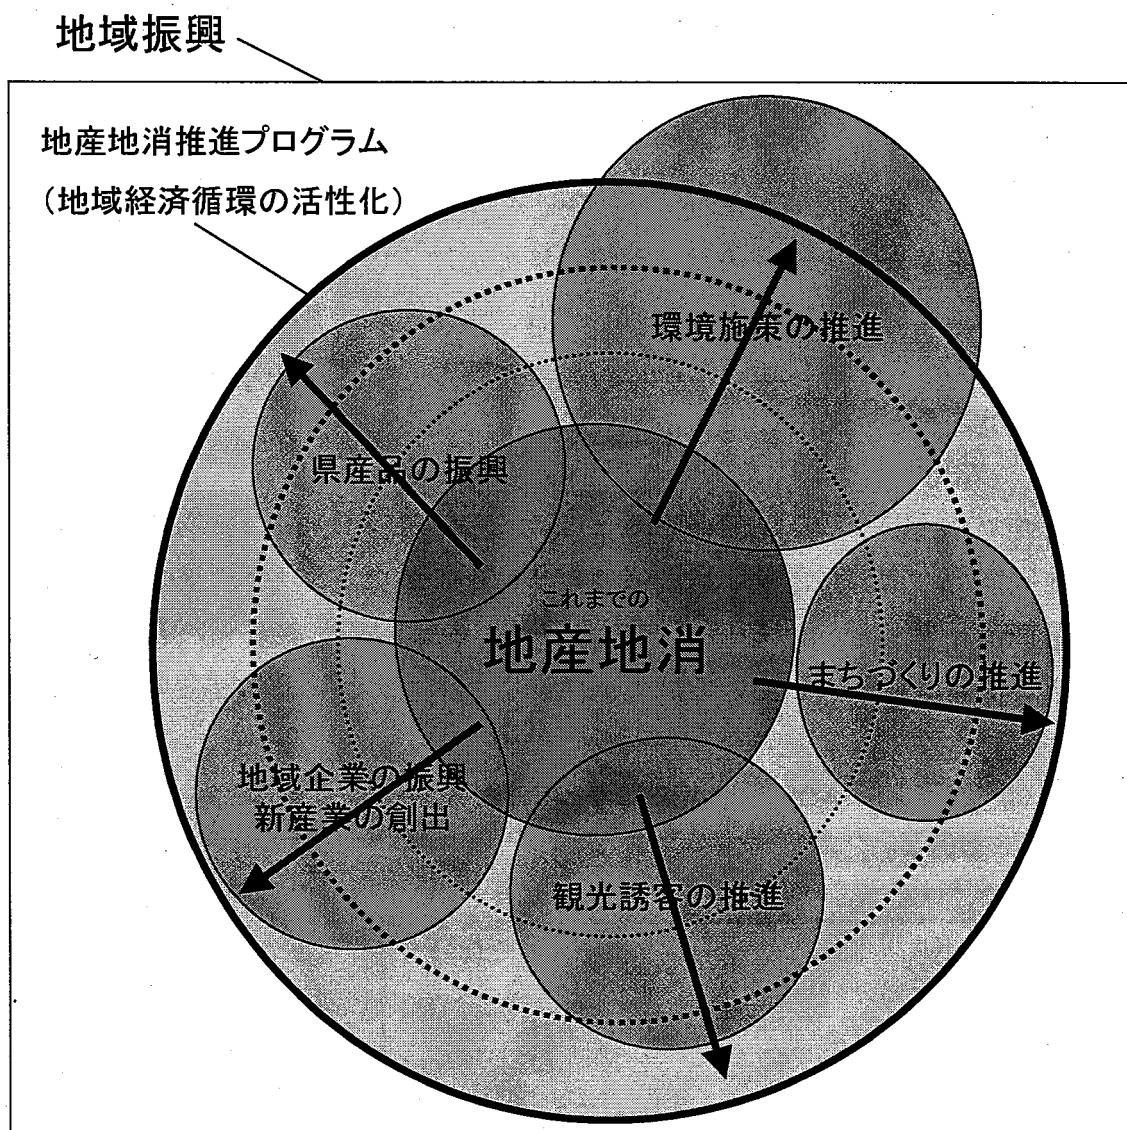 地域振興
地産地消推進プログラム
（地域経済循環の活性化）
環境施策の推進
県産品の振興
これまでの
地産地消
まちづくりの推進
地域企業の振興
新産業の創出
観光誘客の推進